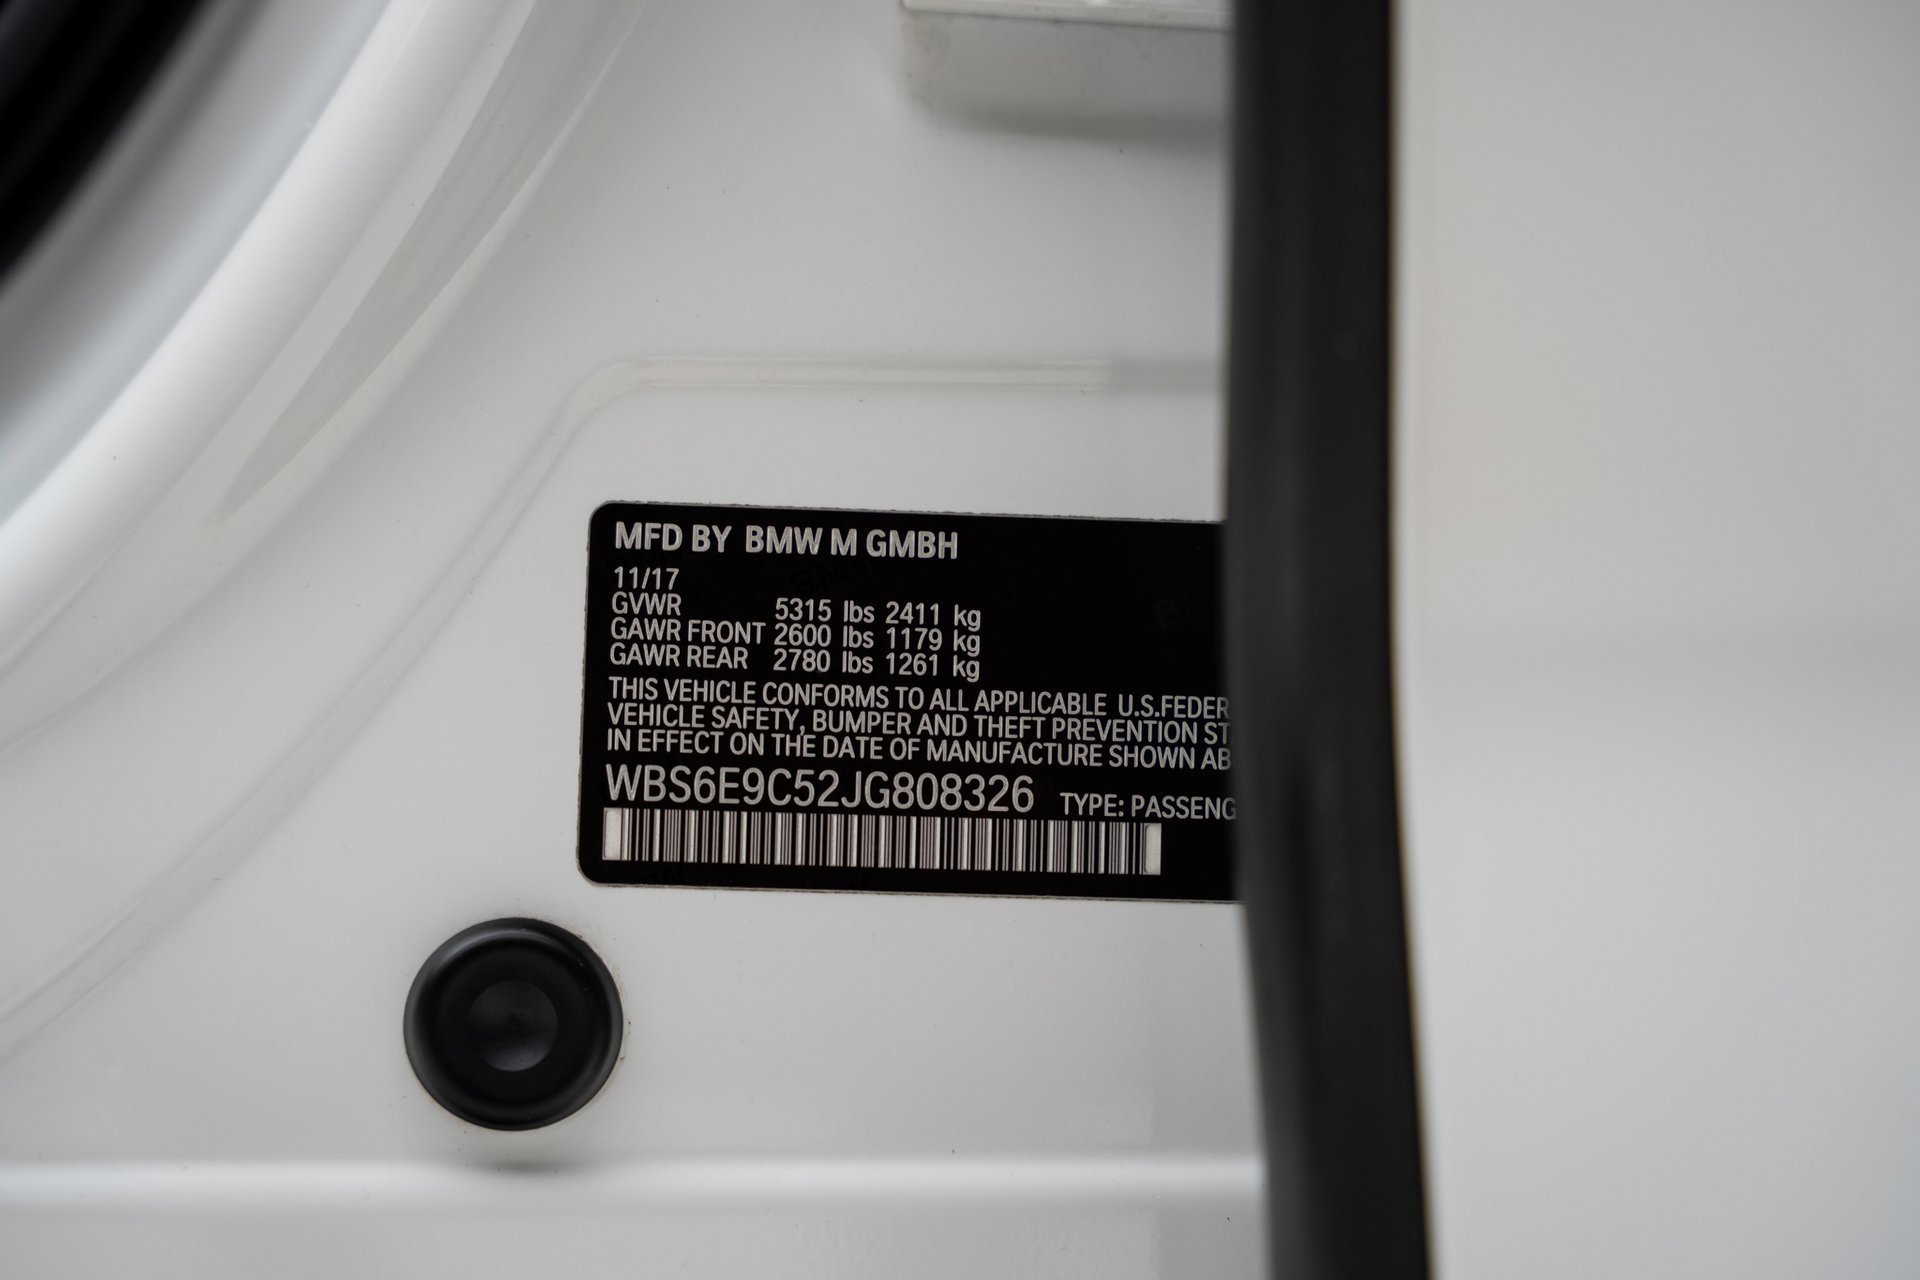 MFD BY BMW M GMBH
11/17
GVWR 5315 lbs 2411 kg
GAWR FRONT 2600 lbs 1179 kg
GAWR REAR 2780 lbs 1261 kg
THIS VEHICLE CONFORMS TO ALL APPLICABLE U.S.FEDER
VEHICLE SAFETY, BUMPER AND THEFT PREVENTION ST
IN EFFECT ON THE DATE OF MANUFACTURE SHOWN AB
WBS6E9C52JG808326 TYPE: PASSENG